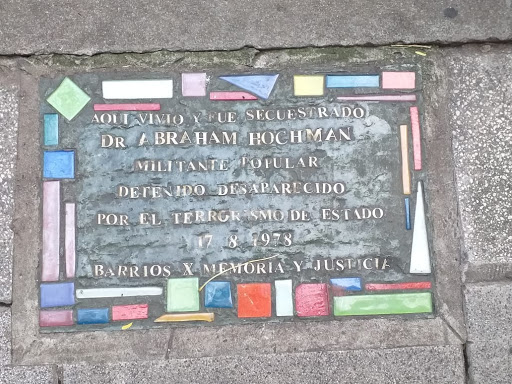 AQUI VIVIO Y FUE SECUESTRADO
DR ABRAHAM HOCHMAN
MILITANTE POPULAR
DETENIDO DESAPARECIDO
POR EL TERRORISMO DE ESTADO
17 8 1978
BARRIOS X MEMORIA Y JUSTICIA